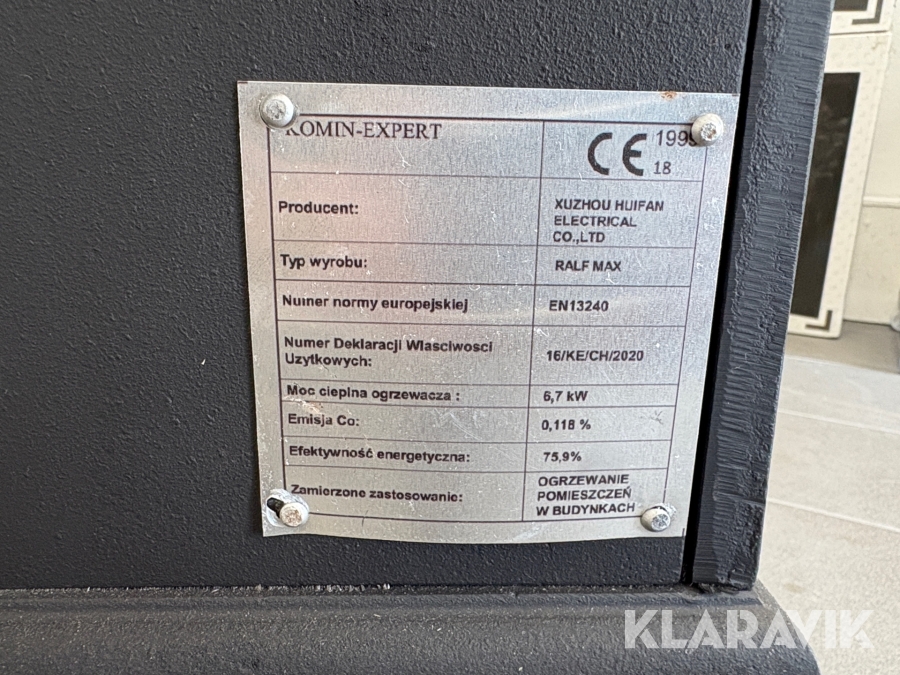 KOMIN-EXPERT
CE 1999
18
Producent:
XUZHOU HUIFAN
ELECTRICAL
CO.,LTD
Typ wyrobu:
RALF MAX
Numer normy europejskiej
EN13240
Numer Deklaracji Wlasciwosci
Uzytkowych:
16/KE/CH/2020
Moc cieplna ogrzewacza :
6,7 kW
Emisja Co:
0,118 %
Efektywność energetyczna:
75,9%
Zamierzone zastosowanie:
OGRZEWANIE
POMIESZCZEŃ
W BUDYNKACH
KLARAVIK